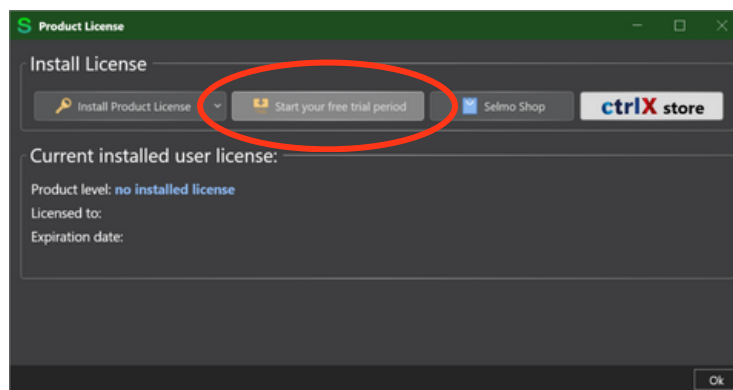 Product License
Install License
Install Product License Start your free trial period Selmo Shop ctrlX store
Current installed user license:
Product level: no installed license
Licensed to:
Expiration date:
Ok